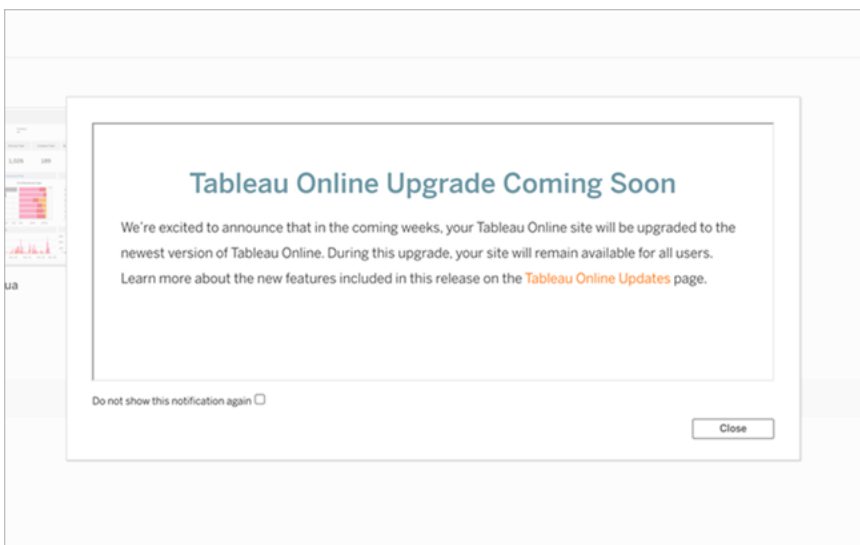 Tableau Online Upgrade Coming Soon
We're excited to announce that in the coming weeks, your Tableau Online site will be upgraded to the
newest version of Tableau Online. During this upgrade, your site will remain available for all users.
Learn more about the new features included in this release on the Tableau Online Updates page.
ua
Do not show this notification again
Close